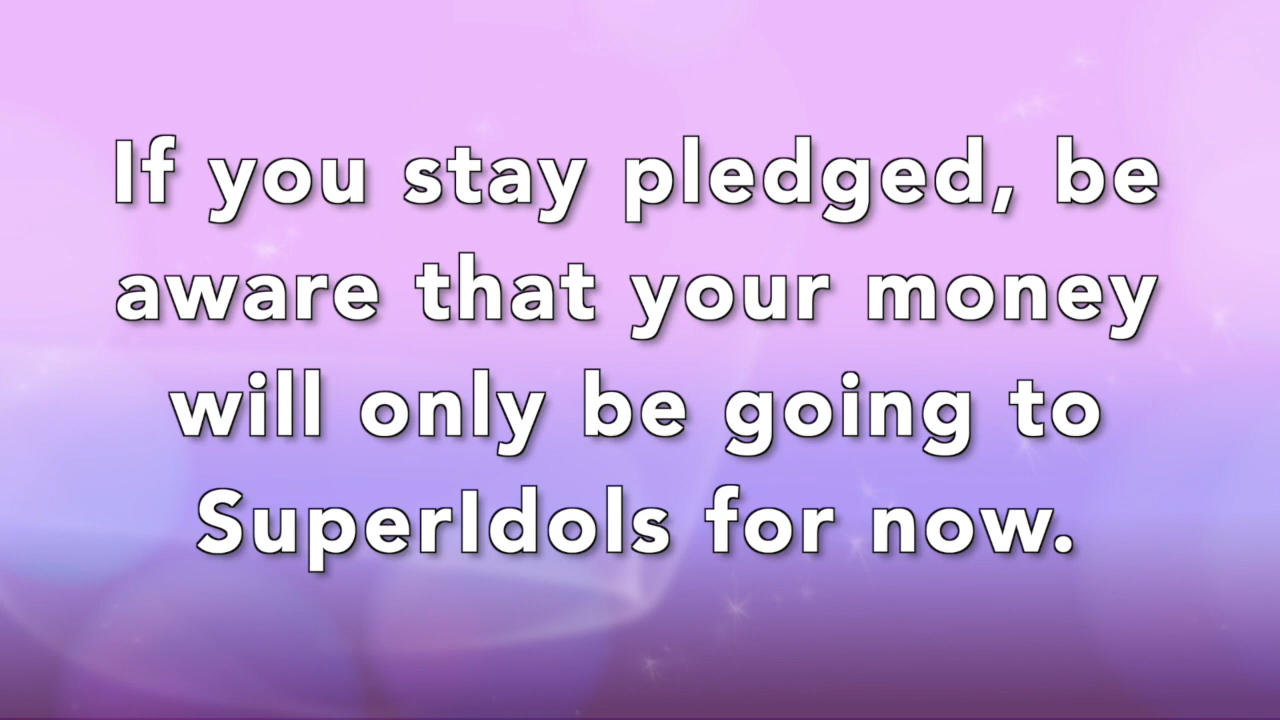 If you stay pledged, be
aware that your money
will only be going to
SuperIdols for now.